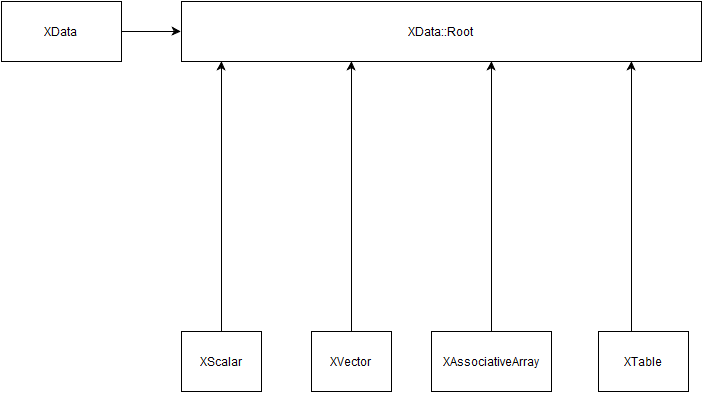 XData
XData::Root
XScalar
XVector
XAssociativeArray
XTable